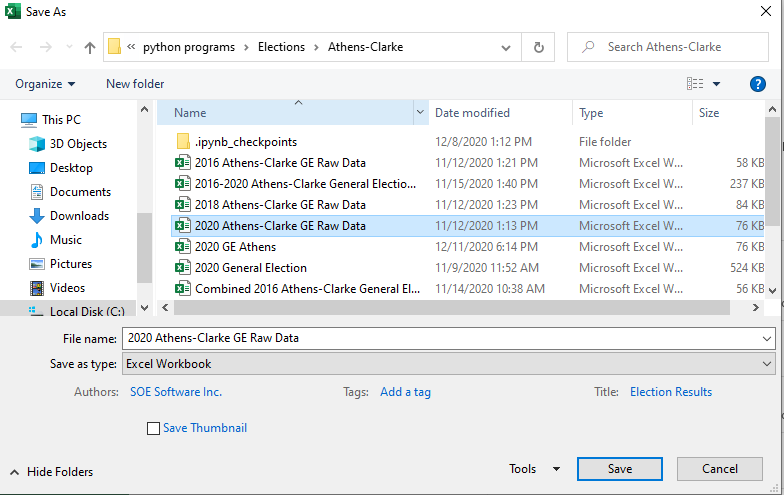 Save As
« python programs > Elections > Athens-Clarke
Search Athens-Clarke
Organize
New folder
?
Name Date modified Type Size
This PC
3D Objects
Desktop
Documents
Downloads
Music
Pictures
Videos
Local Disk (C:)
.ipynb_checkpoints 12/8/2020 1:12 PM File folder
2016 Athens-Clarke GE Raw Data 11/12/2020 1:21 PM Microsoft Excel W... 58 KB
2016-2020 Athens-Clarke General Electio... 11/15/2020 1:40 PM Microsoft Excel W... 237 KB
2018 Athens-Clarke GE Raw Data 11/12/2020 1:23 PM Microsoft Excel W... 84 KB
2020 Athens-Clarke GE Raw Data 11/12/2020 1:13 PM Microsoft Excel W... 76 KB
2020 GE Athens 12/11/2020 6:14 PM Microsoft Excel W... 76 KB
2020 General Election 11/9/2020 11:52 AM Microsoft Excel W... 524 KB
Combined 2016 Athens-Clarke General El... 11/14/2020 10:38 AM Microsoft Excel W... 56 KB
File name: 2020 Athens-Clarke GE Raw Data
Save as type: Excel Workbook
Authors: SOE Software Inc. Tags: Add a tag Title: Election Results
Save Thumbnail
Hide Folders
Tools
Save
Cancel